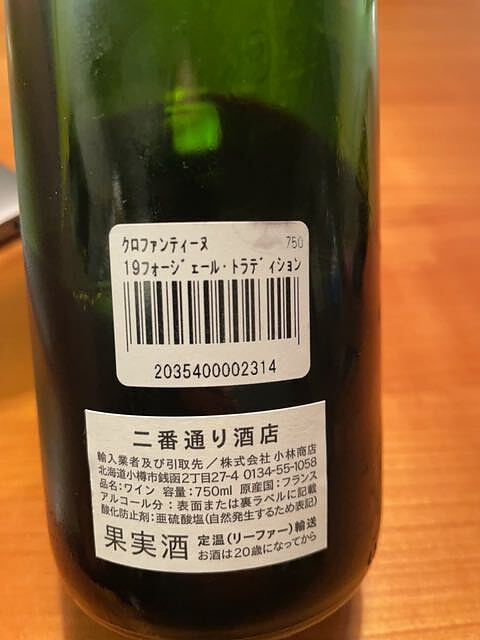 クロファンティーヌ 750
19フォージェール・トラディション
2035400002314
二番通り酒店
輸入業者及び引取先／株式会社 小林商店
北海道小樽市銭函2丁目27-4 0134-55-1058
品名：ワイン 容量：750ml 原産国：フランス
アルコール分：表面または裏ラベルに記載
酸化防止剤：亜硫酸塩(自然発生するため表記)
果実酒 定温(リーファー)輸送
お酒は20歳になってから